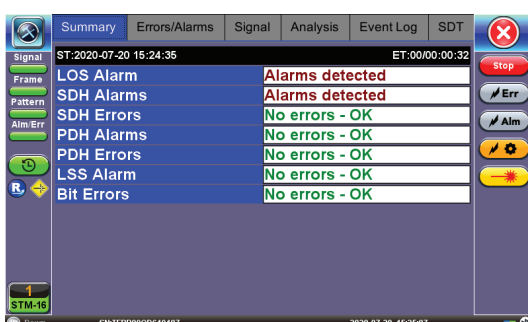 Summary Errors/Alarms Signal Analysis Event Log SDT
ST:2020-07-20 15:24:35 ET:00/00:00:32
Signal
Frame
Pattern
Alm/Err
LOS Alarm Alarms detected
SDH Alarms Alarms detected
SDH Errors No errors - OK
PDH Alarms No errors - OK
PDH Errors No errors - OK
LSS Alarm No errors - OK
Bit Errors No errors - OK
Stop
Err
Alm
R
1
STM-16